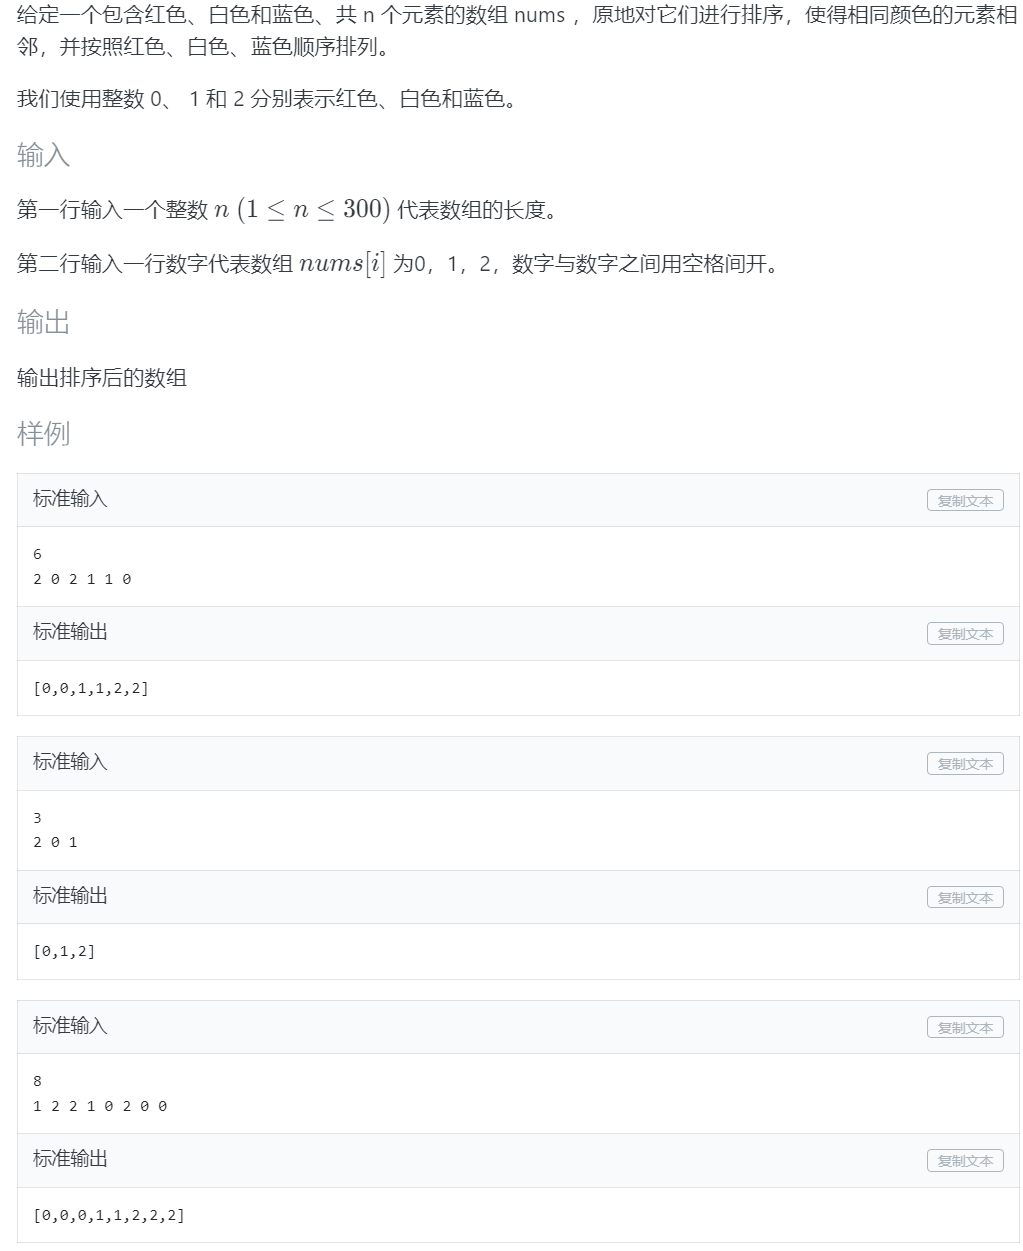 给定一个包含红色、白色和蓝色、共 n 个元素的数组 nums ，原地对它们进行排序，使得相同颜色的元素相
邻，并按照红色、白色、蓝色顺序排列。
我们使用整数 0、 1 和 2 分别表示红色、白色和蓝色。
输入
第一行输入一个整数 n (1 ≤ n ≤ 300) 代表数组的长度。
第二行输入一行数字代表数组 nums[i] 为0，1，2，数字与数字之间用空格间开。
输出
输出排序后的数组
样例
标准输入 复制文本
6
2 0 2 1 1 0
标准输出 复制文本
[0,0,1,1,2,2]
标准输入 复制文本
3
2 0 1
标准输出 复制文本
[0,1,2]
标准输入 复制文本
8
1 2 2 1 0 2 0 0
标准输出 复制文本
[0,0,0,1,1,2,2,2]